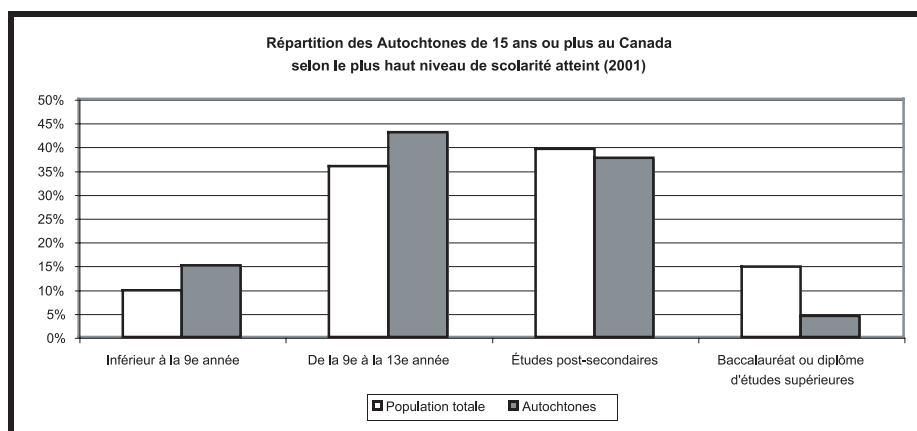 Répartition des Autochtones de 15 ans ou plus au Canada
selon le plus haut niveau de scolarité atteint (2001)
50%
45%
40%
35%
30%
25%
20%
15%
10%
5%
0%
Inférieur à la 9e année
De la 9e à la 13e année
Études post-secondaires
Baccalauréat ou diplôme
d'études supérieures
Population totale
Autochtones